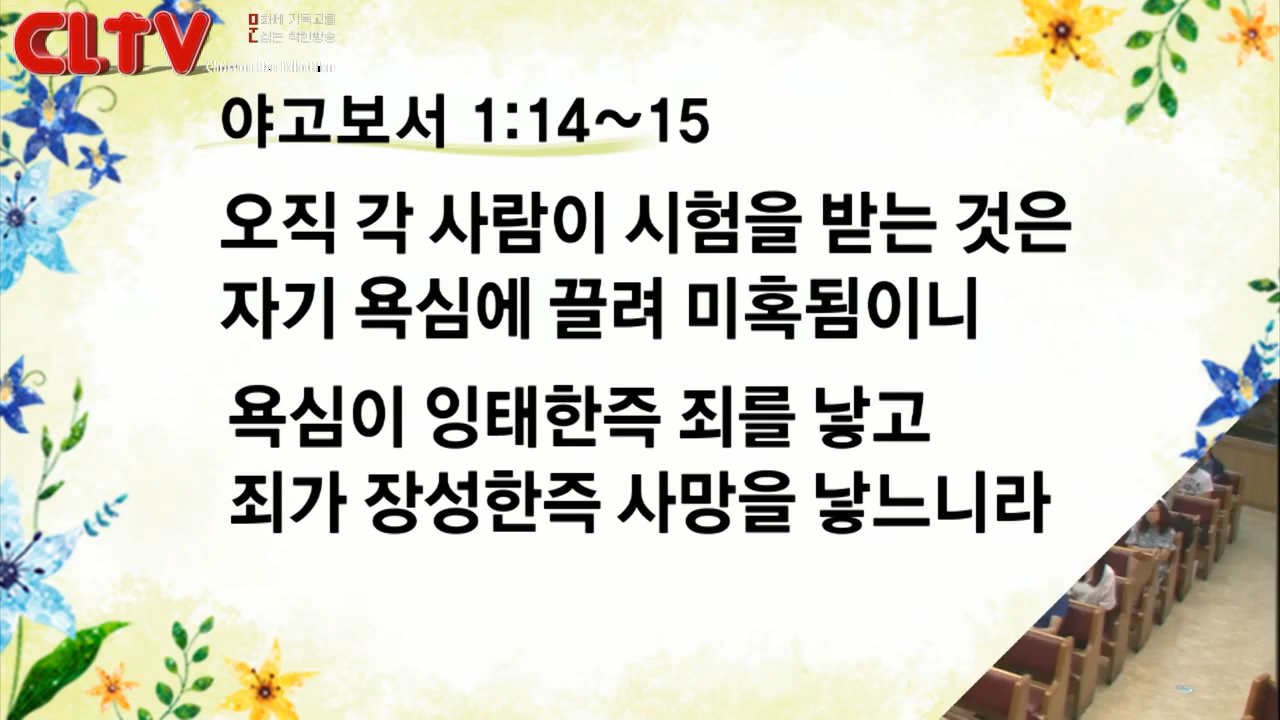 CLTV
야고보서 1:14~15
오직 각 사람이 시험을 받는 것은
자기 욕심에 끌려 미혹됨이니
욕심이 잉태한즉 죄를 낳고
죄가 장성한즉 사망을 낳느니라